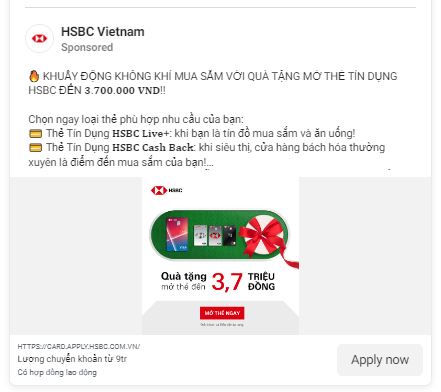 HSBC Vietnam
Sponsored
🔥 KHUẤY ĐỘNG KHÔNG KHÍ MUA SẮM VỚI QUÀ TẶNG MỞ THẺ TÍN DỤNG
HSBC ĐẾN 3.700.000 VND!!
Chọn ngay loại thẻ phù hợp nhu cầu của bạn:
💳 Thẻ Tín Dụng HSBC Live+: khi bạn là tín đồ mua sắm và ăn uống!
💳 Thẻ Tín Dụng HSBC Cash Back: khi siêu thị, cửa hàng bách hóa thường
xuyên là điểm đến mua sắm của bạn!...
HSBC
Quà tặng
mở thẻ đến
3,7 TRIỆU
ĐỒNG
MỞ THẺ NGAY
HTTPS://CARD.APPLY.HSBC.COM.VN/
Lương chuyển khoản từ 9tr
Có hợp đồng lao động
Apply now